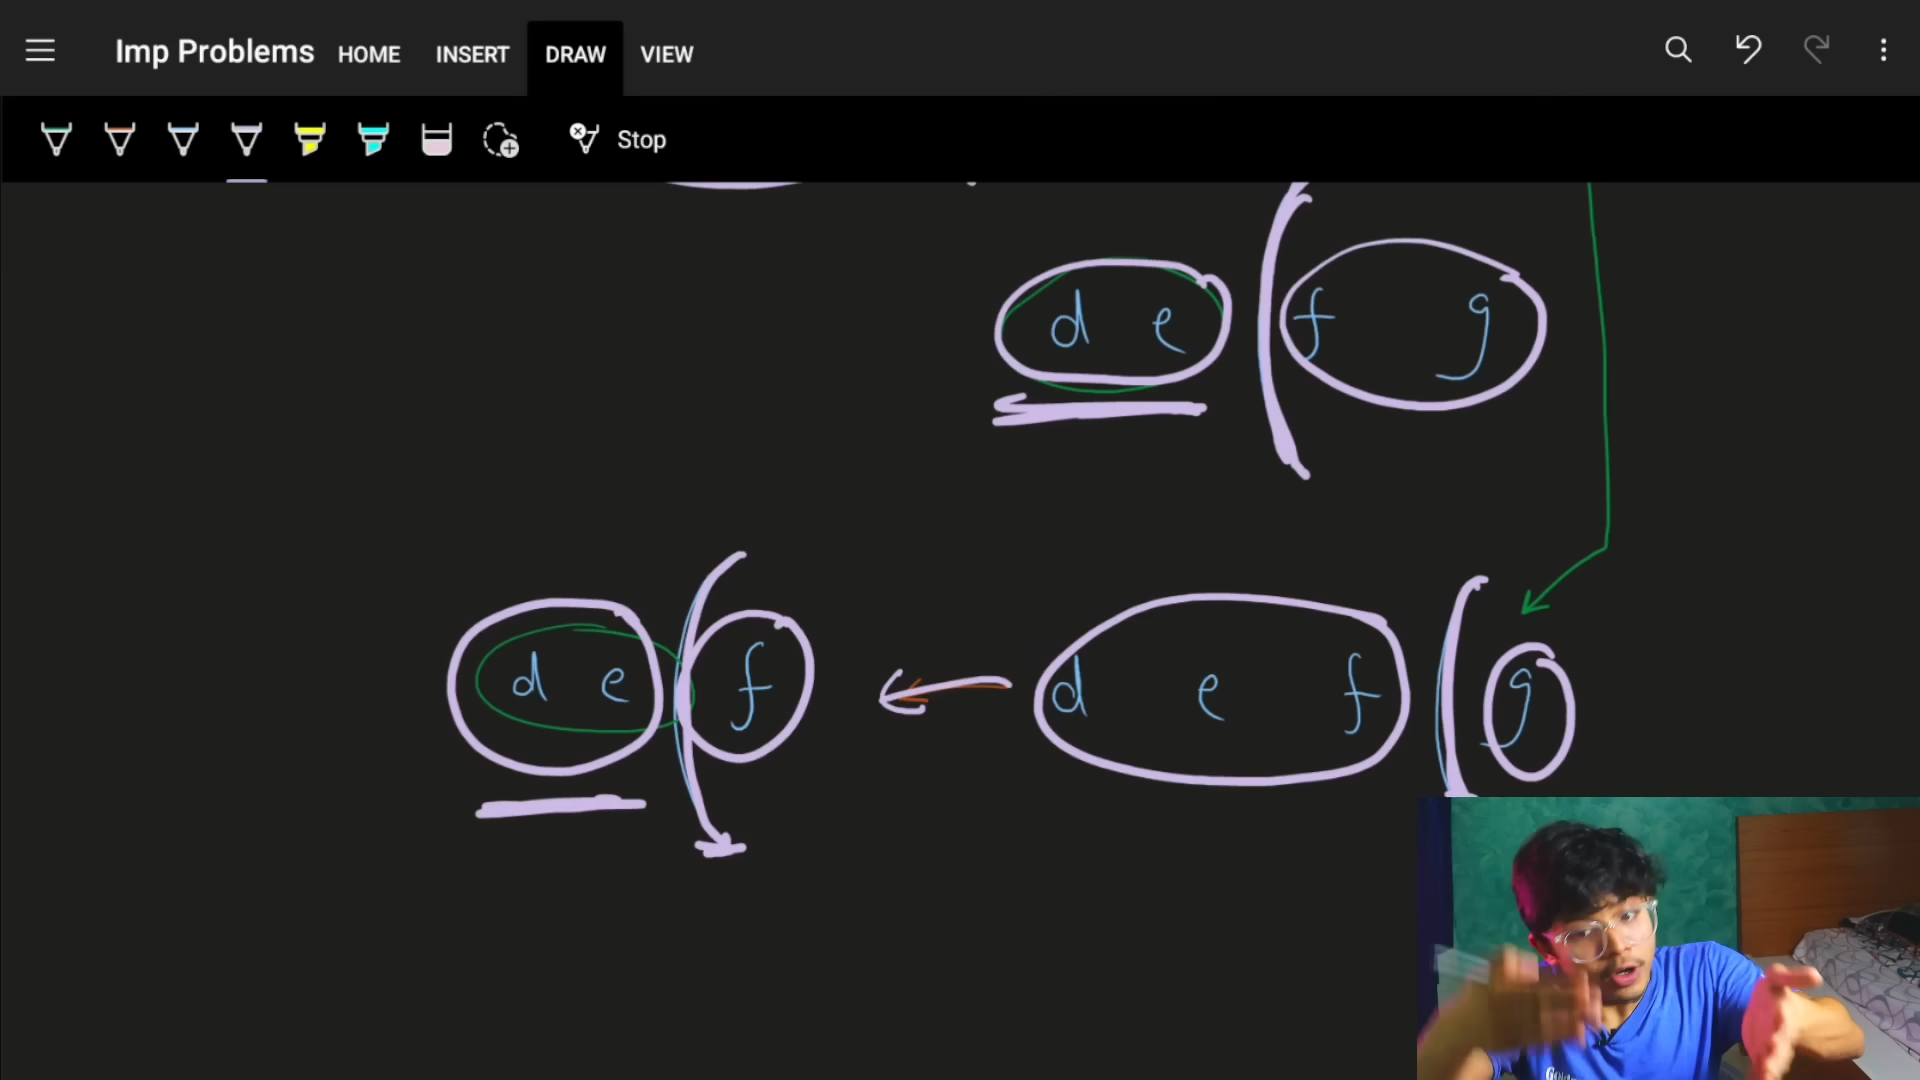 Imp Problems HOME INSERT DRAW VIEW
Stop
d e f g
d e f d e f g